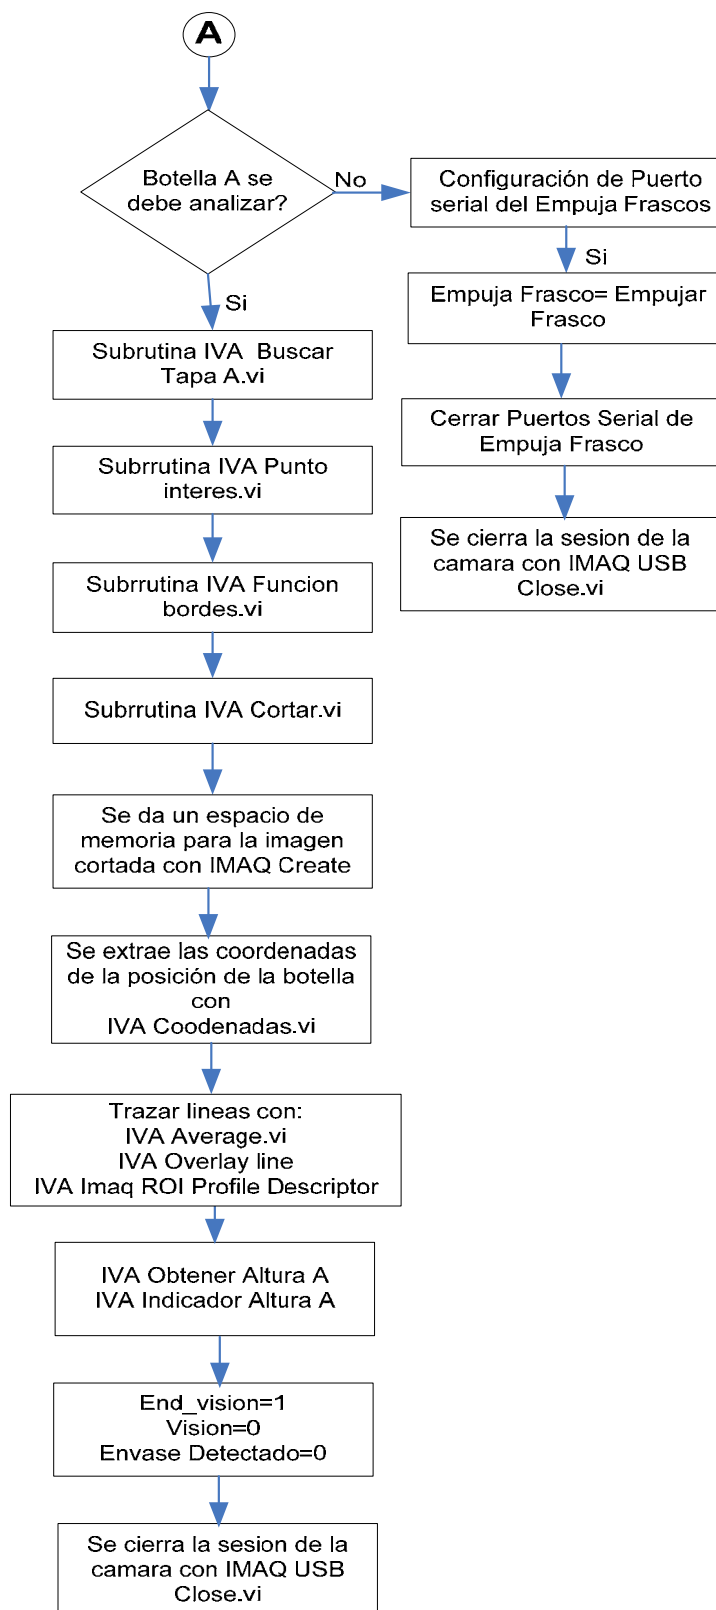 A
Botella A se
debe analizar?
No
Configuración de Puerto
serial del Empuja Frascos
Si
Empuja Frasco= Empujar
Frasco
Cerrar Puertos Serial de
Empuja Frasco
Se cierra la sesion de la
camara con IMAQ USB
Close.vi
Si
Subrutina IVA  Buscar
Tapa A.vi
Subrrutina IVA Punto
interes.vi
Subrrutina IVA Funcion
bordes.vi
Subrrutina IVA Cortar.vi
Se da un espacio de
memoria para la imagen
cortada con IMAQ Create
Se extrae las coordenadas
de la posición de la botella
con
IVA Coodenadas.vi
Trazar lineas con:
IVA Average.vi
IVA Overlay line
IVA Imaq ROI Profile Descriptor
IVA Obtener Altura A
IVA Indicador Altura A
End_vision=1
Vision=0
Envase Detectado=0
Se cierra la sesion de la
camara con IMAQ USB
Close.vi